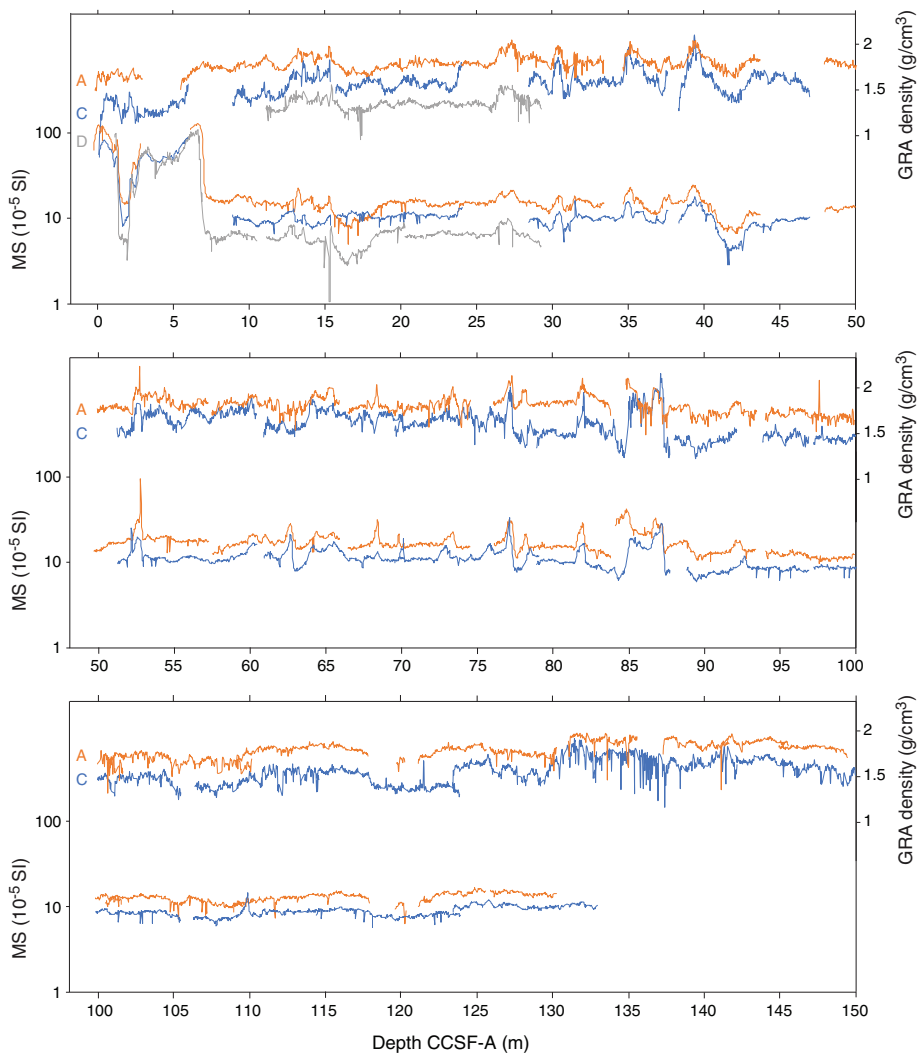 A
C
D
100
10
1
MS (10⁻⁵ SI)
2
1.5
1
GRA density (g/cm³)
0 5 10 15 20 25 30 35 40 45 50
A
C
100
10
1
MS (10⁻⁵ SI)
2
1.5
1
GRA density (g/cm³)
50 55 60 65 70 75 80 85 90 95 100
A
C
100
10
1
MS (10⁻⁵ SI)
2
1.5
1
GRA density (g/cm³)
100 105 110 115 120 125 130 135 140 145 150
Depth CCSF-A (m)